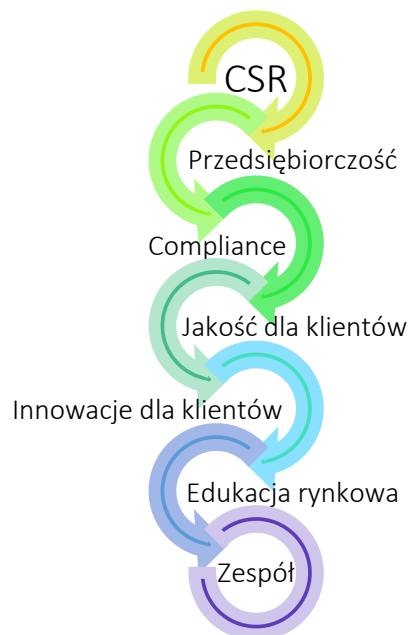 CSR
Przedsiębiorczość
Compliance
Jakość dla klientów
Innowacje dla klientów
Edukacja rynkowa
Zespół